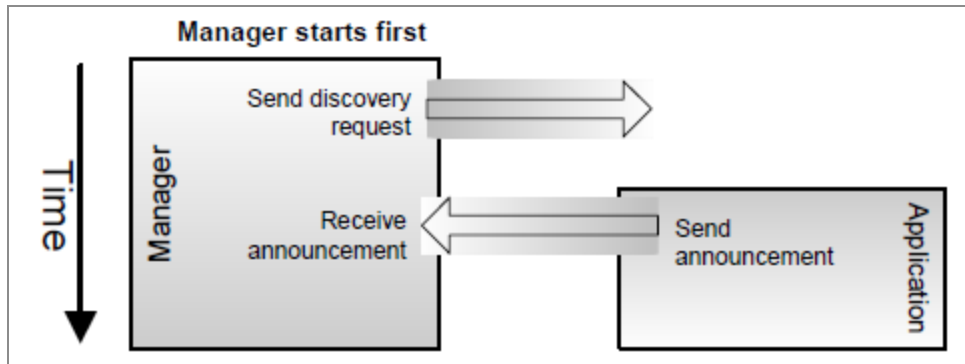 Manager starts first
Time
Manager
Send discovery
request
Receive
announcement
Send
announcement
Application